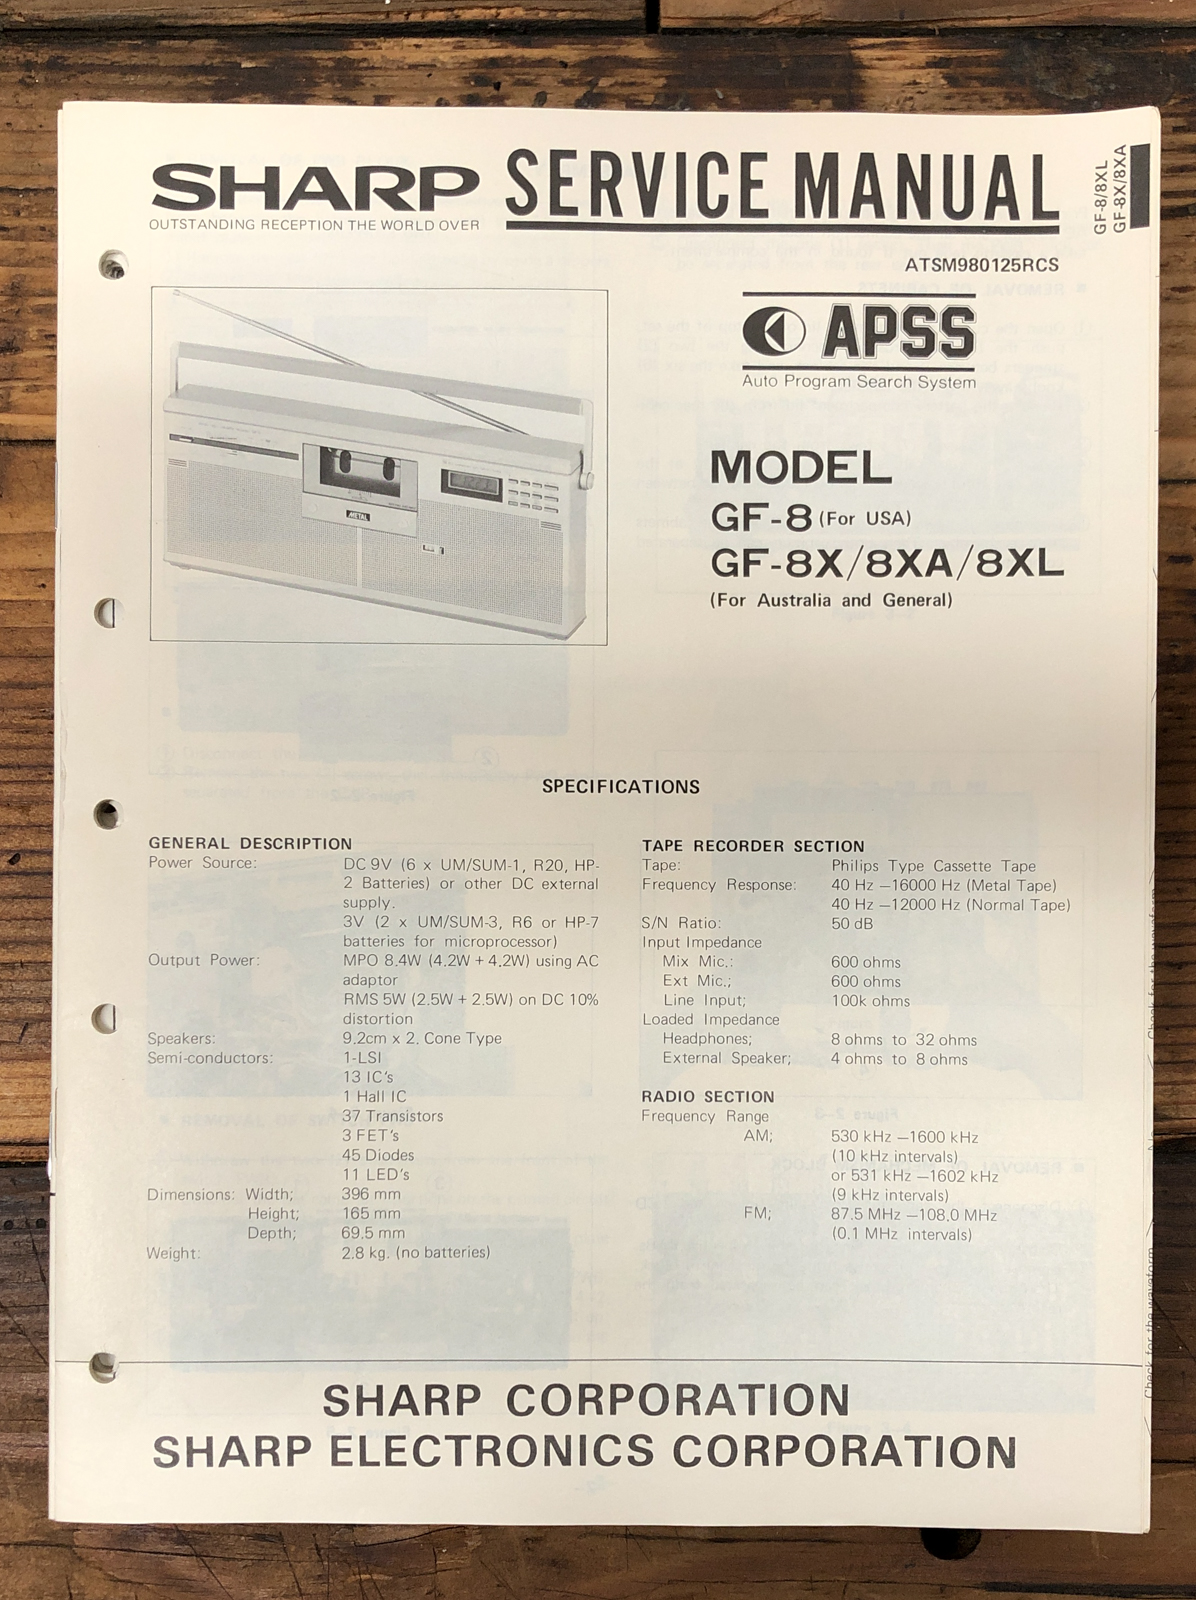 SHARP SERVICE MANUAL
OUTSTANDING RECEPTION THE WORLD OVER
GF-8/8XL
GF-8X/8XA
ATSM980125RCS
APSS
Auto Program Search System
METAL
MODEL
GF-8 (For USA)
GF-8X/8XA/8XL
(For Australia and General)
SPECIFICATIONS
GENERAL DESCRIPTION
Power Source: DC 9V (6 x UM/SUM-1, R20, HP-
2 Batteries) or other DC external
supply.
3V (2 x UM/SUM-3, R6 or HP-7
batteries for microprocessor)
Output Power: MPO 8.4W (4.2W + 4.2W) using AC
adaptor
RMS 5W (2.5W + 2.5W) on DC 10%
distortion
Speakers: 9.2cm x 2. Cone Type
Semi-conductors: 1-LSI
13 IC's
1 Hall IC
37 Transistors
3 FET's
45 Diodes
11 LED's
Dimensions: Width; 396 mm
Height; 165 mm
Depth; 69.5 mm
Weight: 2.8 kg. (no batteries)
TAPE RECORDER SECTION
Tape: Philips Type Cassette Tape
Frequency Response: 40 Hz —16000 Hz (Metal Tape)
40 Hz —12000 Hz (Normal Tape)
S/N Ratio: 50 dB
Input Impedance
Mix Mic.: 600 ohms
Ext Mic.; 600 ohms
Line Input; 100k ohms
Loaded Impedance
Headphones; 8 ohms to 32 ohms
External Speaker; 4 ohms to 8 ohms
RADIO SECTION
Frequency Range
AM; 530 kHz —1600 kHz
(10 kHz intervals)
or 531 kHz —1602 kHz
(9 kHz intervals)
FM; 87.5 MHz —108.0 MHz
(0.1 MHz intervals)
Check for the waveform
SHARP CORPORATION
SHARP ELECTRONICS CORPORATION